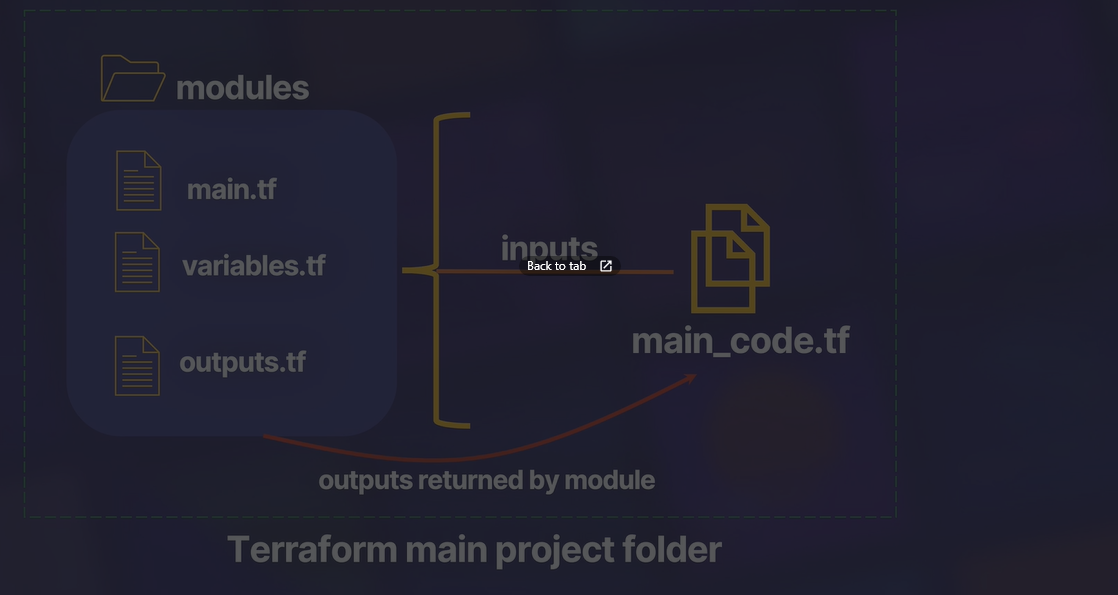 modules
main.tf
variables.tf
outputs.tf
inputs
Back to tab
main_code.tf
outputs returned by module
Terraform main project folder